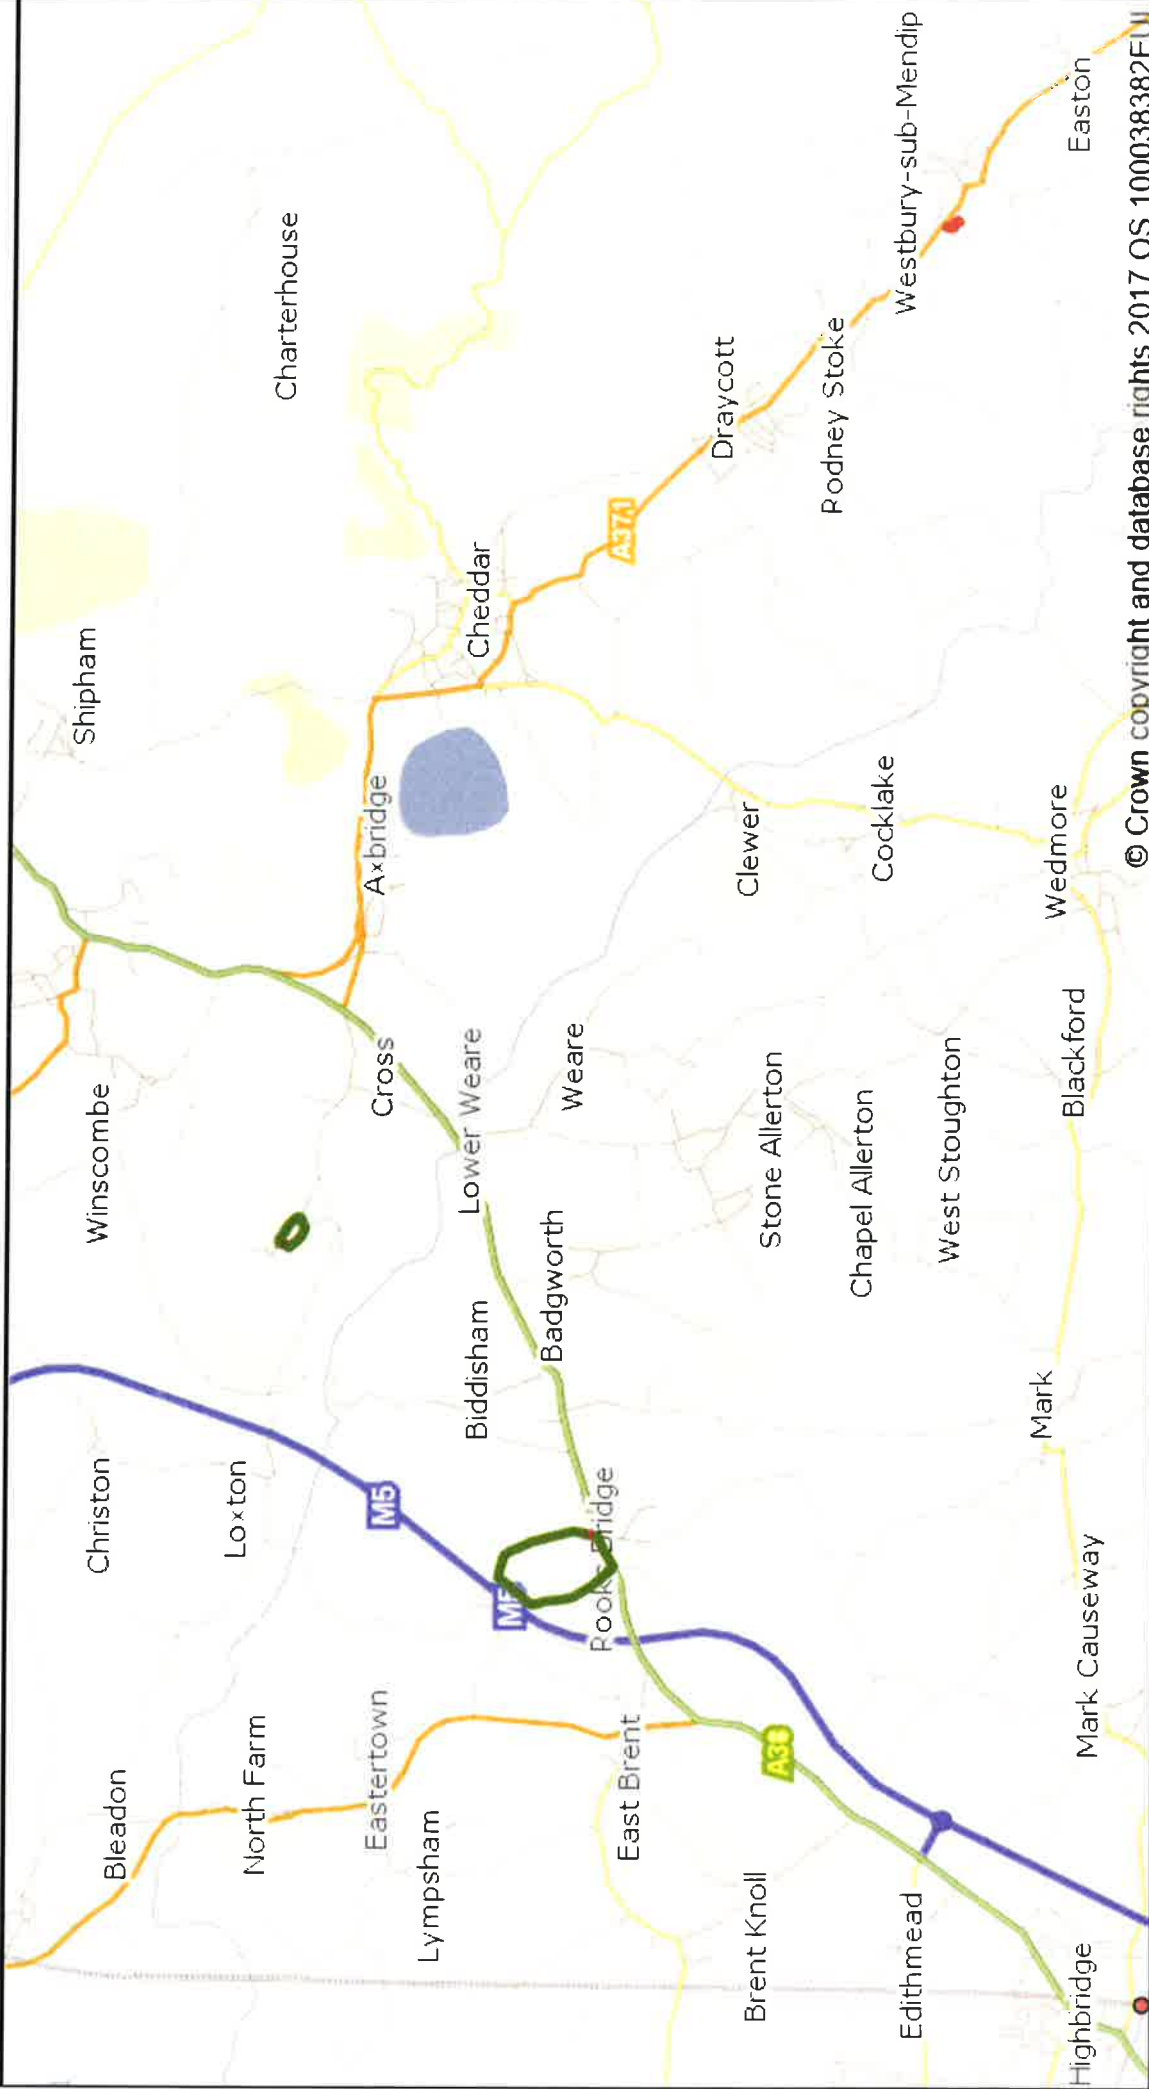 Bleadon
Christon
Winscombe
Shipham
North Farm
Loxton
Charterhouse
Eastertown
M5
Cross
Axbridge
Lympsham
Biddisham
Lower Weare
Cheddar
M5
Badgworth
Weare
East Brent
Rooks Bridge
A371
Brent Knoll
A38
Stone Allerton
Clewer
Draycott
Chapel Allerton
Cocklake
Rodney Stoke
Edithmead
West Stoughton
Westbury-sub-Mendip
Highbridge
Mark Causeway
Mark
Blackford
Wedmore
Easton
© Crown copyright and database rights 2017 OS 100038382EUL